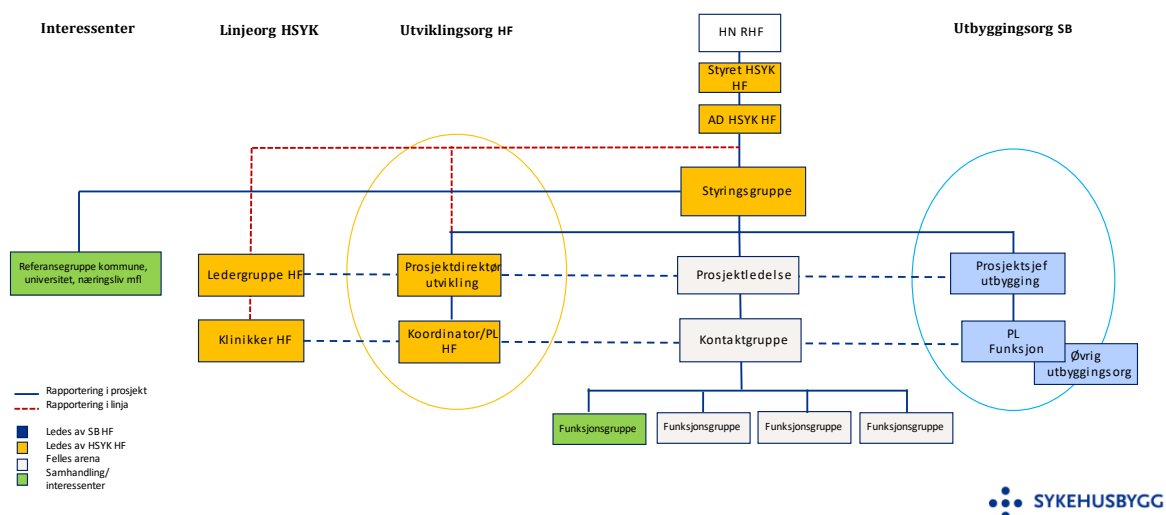 Interessenter
Linjeorg HSYK
Utviklingsorg HF
Utbyggingsorg SB
HN RHF
Styret HSYK
HF
AD HSYK HF
Styringsgruppe
Referansegruppe kommune,
universitet, næringsliv mfl
Ledergruppe HF
Prosjektdirektør
utvikling
Prosjektledelse
Prosjektsjef
utbygging
Klinikker HF
Koordinator/PL
HF
Kontaktgruppe
PL
Funksjon
Øvrig
utbyggingsorg
Funksjonsgruppe
Funksjonsgruppe
Funksjonsgruppe
Funksjonsgruppe
Rapportering i prosjekt
Rapportering i linja
Ledes av SB HF
Ledes av HSYK HF
Felles arena
Samhandling/
interessenter
SYKEHUSBYGG